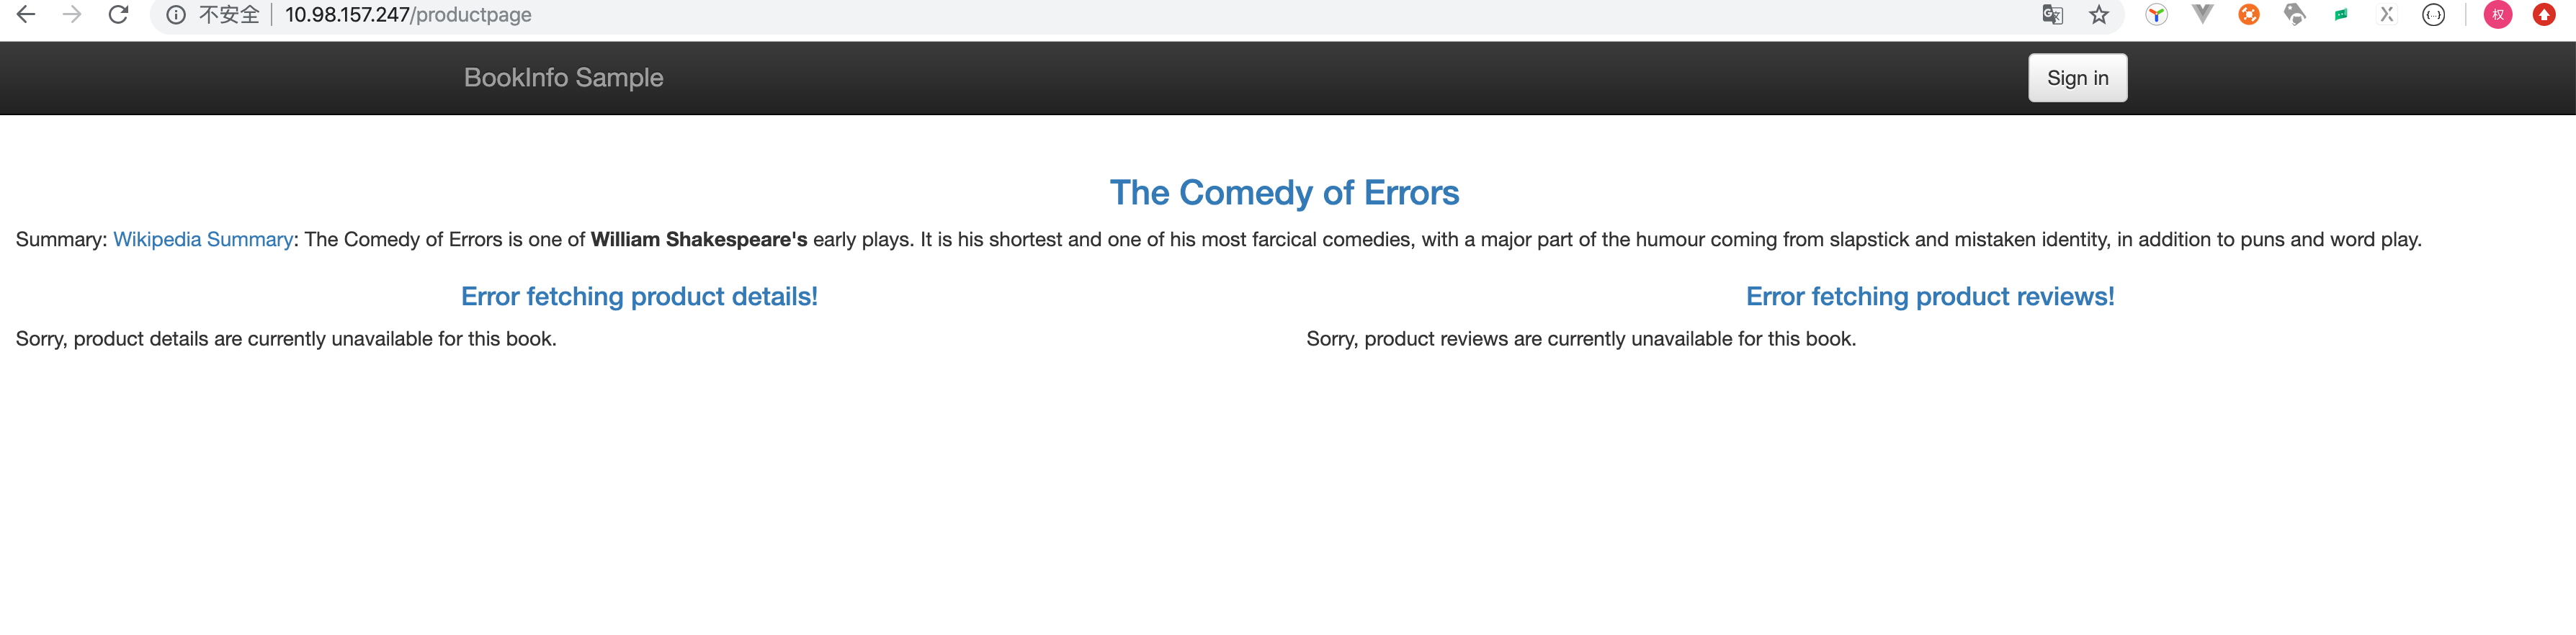 不安全 10.98.157.247/productpage 权
BookInfo Sample Sign in
The Comedy of Errors
Summary: Wikipedia Summary: The Comedy of Errors is one of William Shakespeare's early plays. It is his shortest and one of his most farcical comedies, with a major part of the humour coming from slapstick and mistaken identity, in addition to puns and word play.
Error fetching product details! Error fetching product reviews!
Sorry, product details are currently unavailable for this book. Sorry, product reviews are currently unavailable for this book.